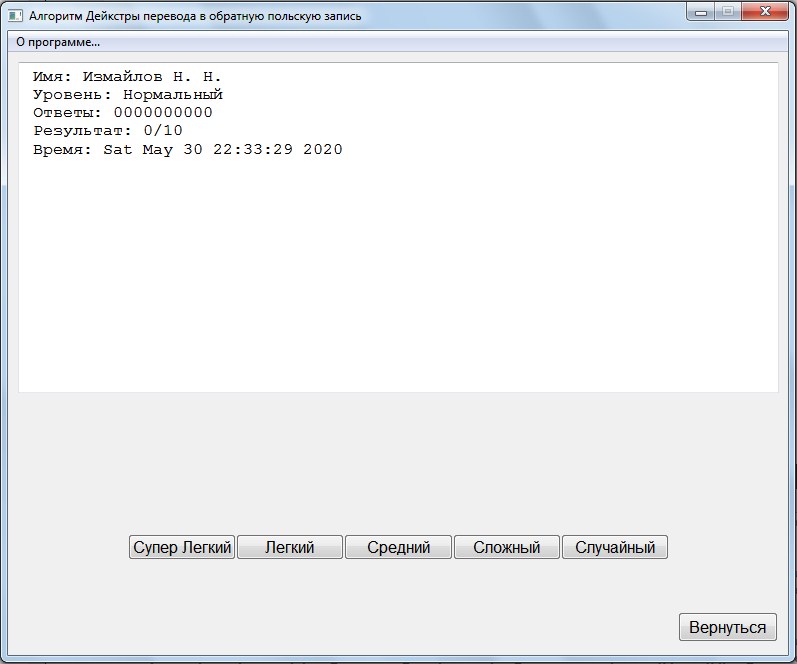 Алгоритм Дейкстры перевода в обратную польскую запись
О программе...
Имя: Измайлов Н. Н.
Уровень: Нормальный
Ответы: 0000000000
Результат: 0/10
Время: Sat May 30 22:33:29 2020
Супер Легкий Легкий Средний Сложный Случайный
Вернуться